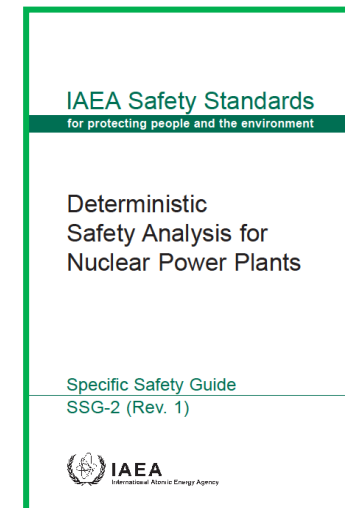 IAEA Safety Standards
for protecting people and the environment
Deterministic
Safety Analysis for
Nuclear Power Plants
Specific Safety Guide
SSG-2 (Rev. 1)
IAEA
International Atomic Energy Agency